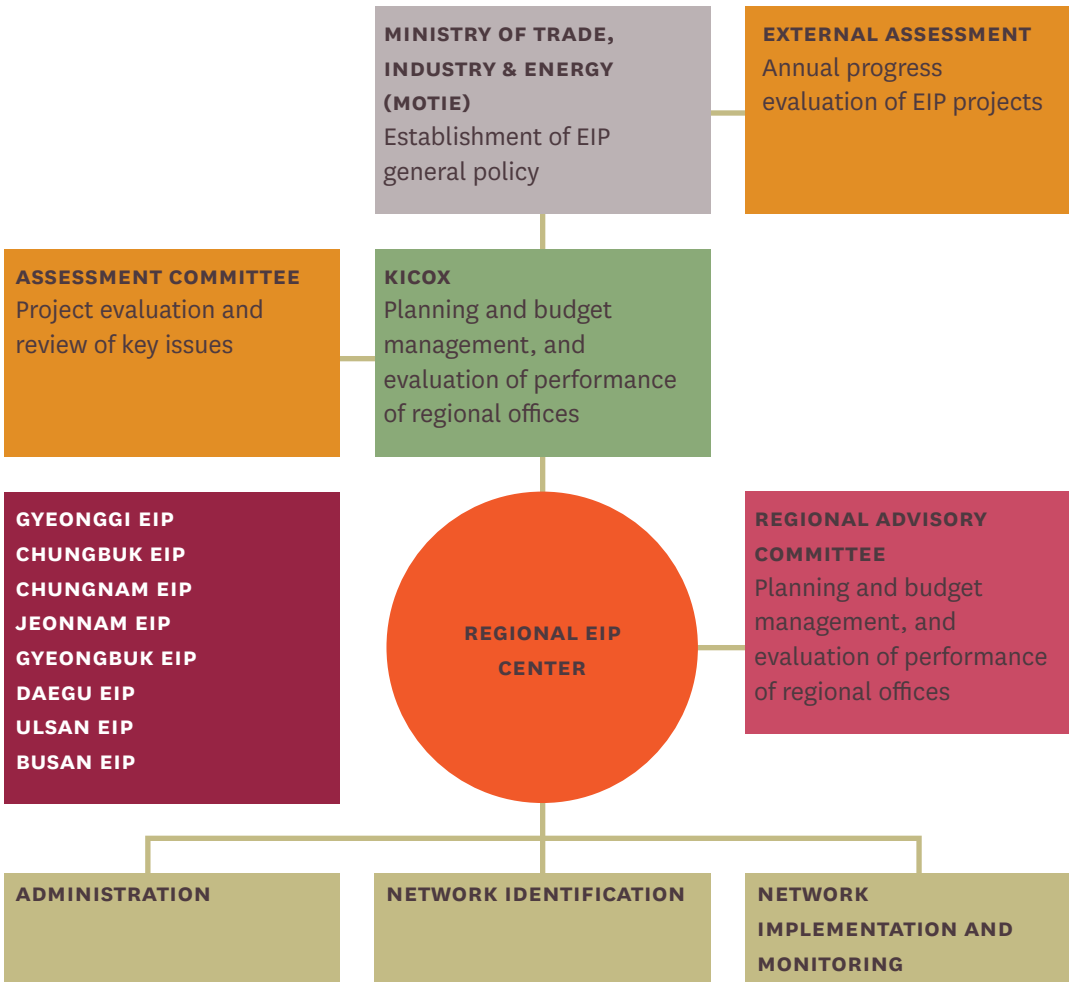 MINISTRY OF TRADE,
INDUSTRY & ENERGY
(MOTIE)
Establishment of EIP
general policy
EXTERNAL ASSESSMENT
Annual progress
evaluation of EIP projects
ASSESSMENT COMMITTEE
Project evaluation and
review of key issues
KICOX
Planning and budget
management, and
evaluation of performance
of regional offices
GYEONGGI EIP
CHUNGBUK EIP
CHUNGNAM EIP
JEONNAM EIP
GYEONGBUK EIP
DAEGU EIP
ULSAN EIP
BUSAN EIP
REGIONAL EIP
CENTER
REGIONAL ADVISORY
COMMITTEE
Planning and budget
management, and
evaluation of performance
of regional offices
ADMINISTRATION
NETWORK IDENTIFICATION
NETWORK
IMPLEMENTATION AND
MONITORING